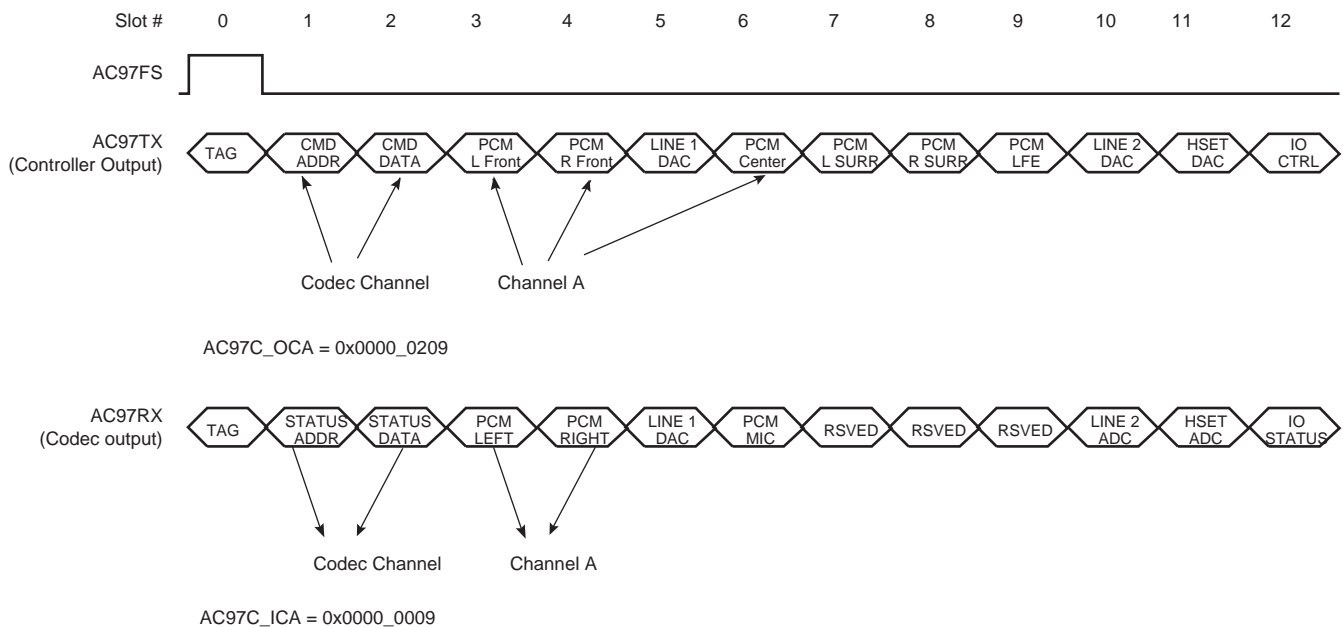 Slot # 0 1 2 3 4 5 6 7 8 9 10 11 12
AC97FS
AC97TX
(Controller Output)
TAG
CMD
ADDR
CMD
DATA
PCM
L Front
PCM
R Front
LINE 1
DAC
PCM
Center
PCM
L SURR
PCM
R SURR
PCM
LFE
LINE 2
DAC
HSET
DAC
IO
CTRL
Codec Channel
Channel A
AC97C_OCA = 0x0000_0209
AC97RX
(Codec output)
TAG
STATUS
ADDR
STATUS
DATA
PCM
LEFT
PCM
RIGHT
LINE 1
DAC
PCM
MIC
RSVED
RSVED
RSVED
LINE 2
ADC
HSET
ADC
IO
STATUS
Codec Channel
Channel A
AC97C_ICA = 0x0000_0009